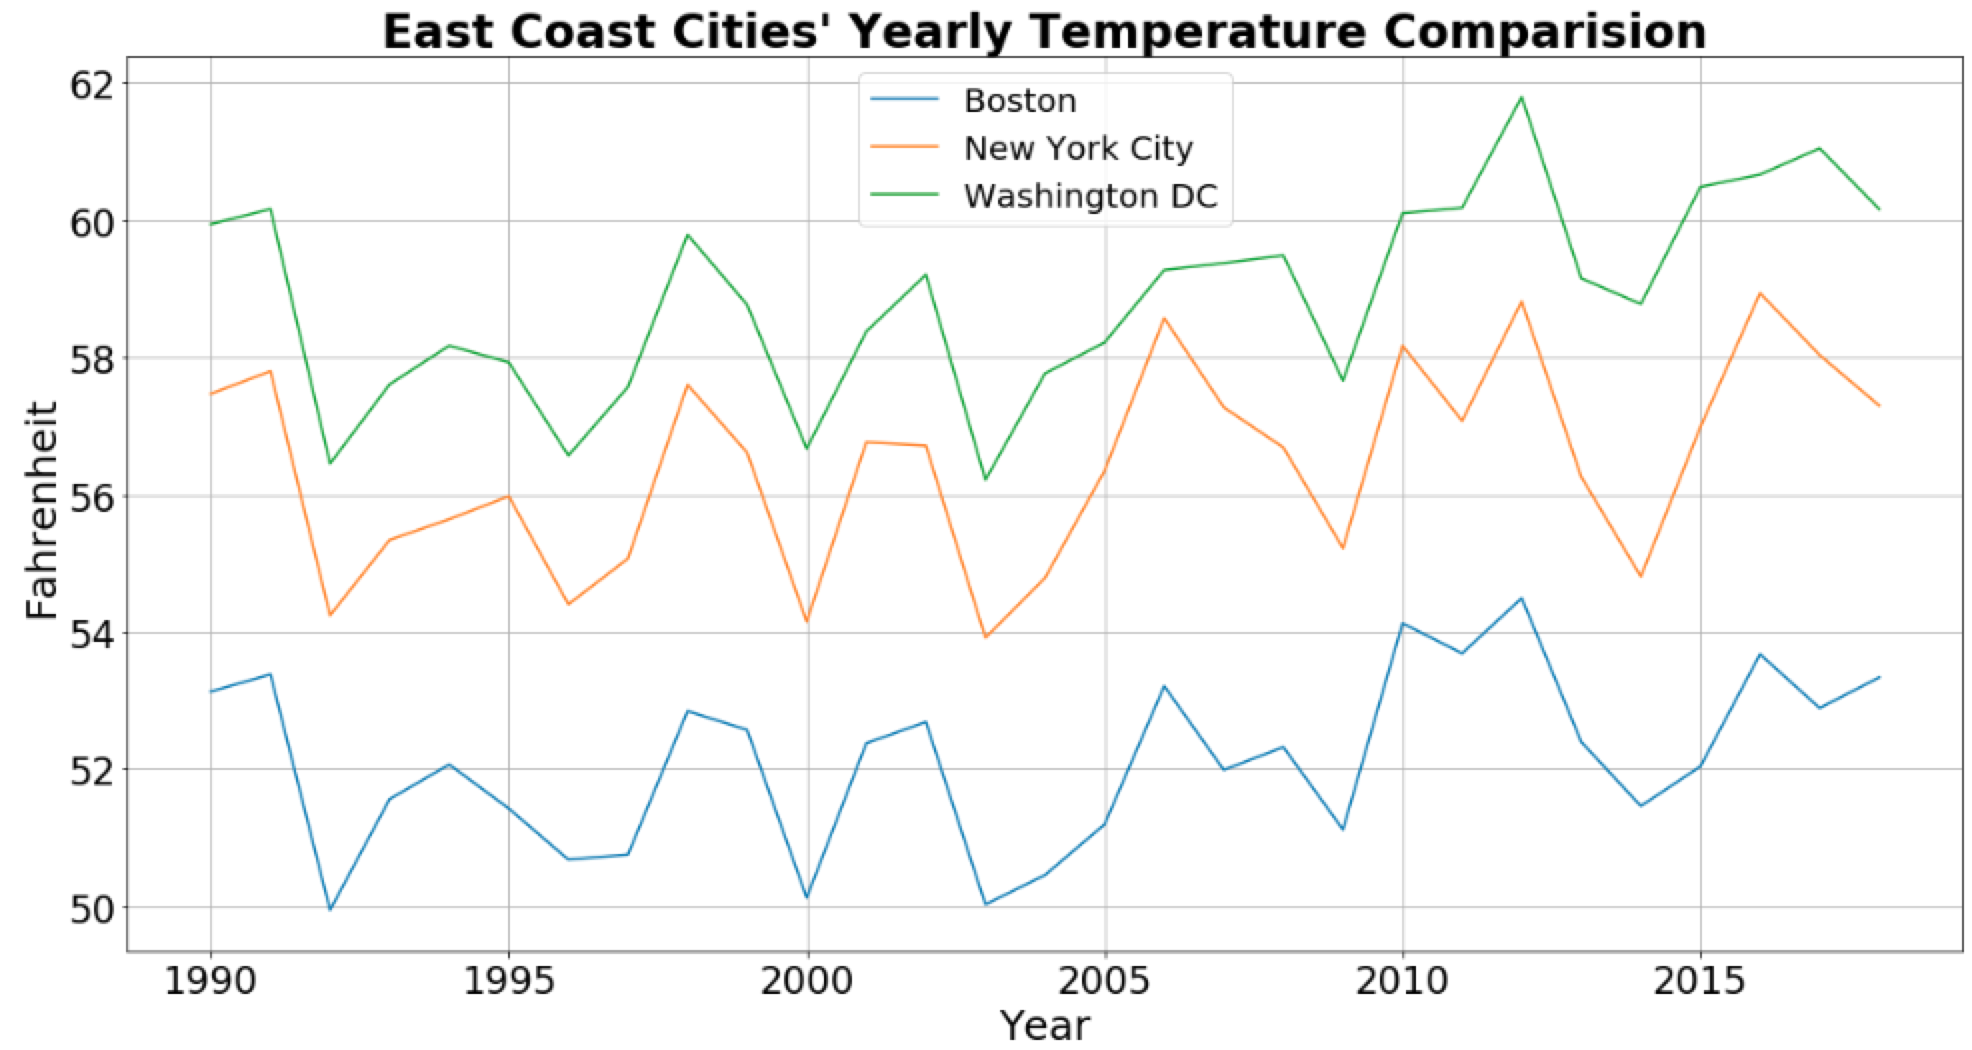 East Coast Cities' Yearly Temperature Comparision
Boston
New York City
Washington DC
62
60
58
56
54
52
50
Fahrenheit
1990 1995 2000 2005 2010 2015
Year